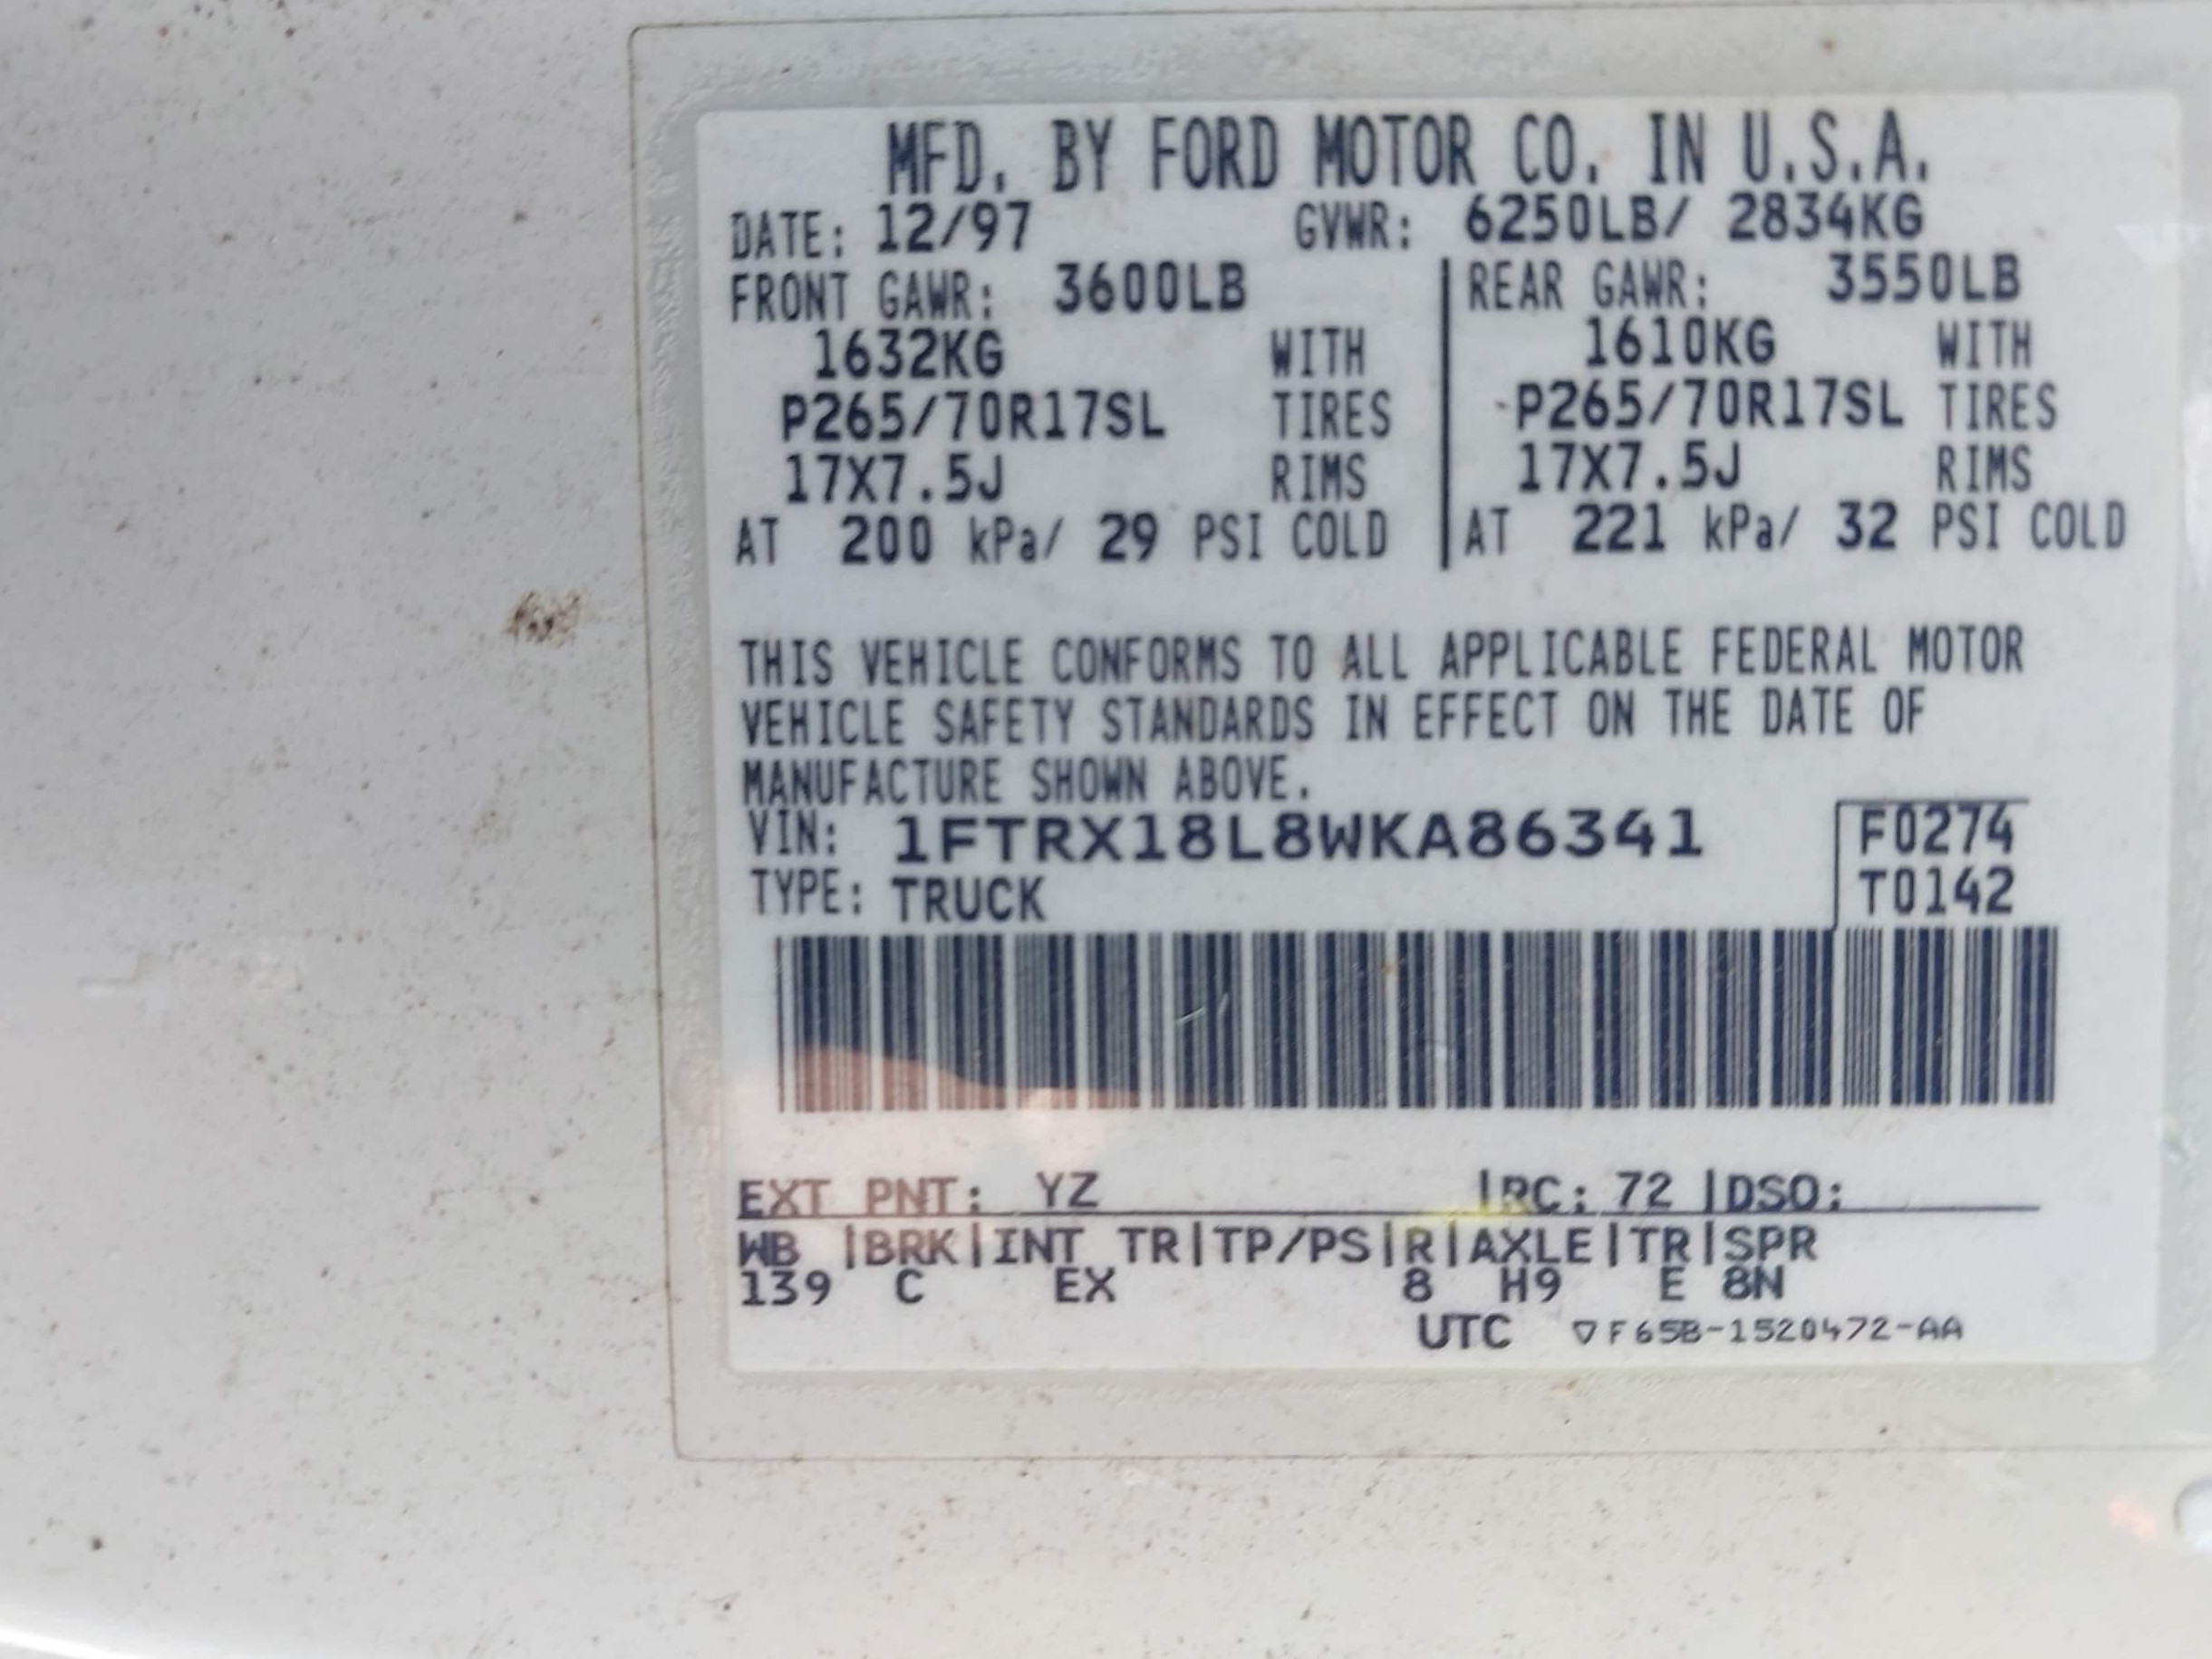 MFD. BY FORD MOTOR CO. IN U.S.A.
DATE: 12/97 GVWR: 6250LB/ 2834KG
FRONT GAWR: 3600LB REAR GAWR: 3550LB
1632KG WITH 1610KG WITH
P265/70R17SL TIRES P265/70R17SL TIRES
17X7.5J RIMS 17X7.5J RIMS
AT 200 kPa/ 29 PSI COLD AT 221 kPa/ 32 PSI COLD
THIS VEHICLE CONFORMS TO ALL APPLICABLE FEDERAL MOTOR
VEHICLE SAFETY STANDARDS IN EFFECT ON THE DATE OF
MANUFACTURE SHOWN ABOVE.
VIN: 1FTRX18L8WKA86341 F0274
TYPE: TRUCK T0142
EXT PNT: YZ |RC: 72 |DSO:
WB |BRK|INT TR|TP/PS|R|AXLE|TR|SPR
139 C EX 8 H9 E 8N
UTC ▽F65B-1520472-AA